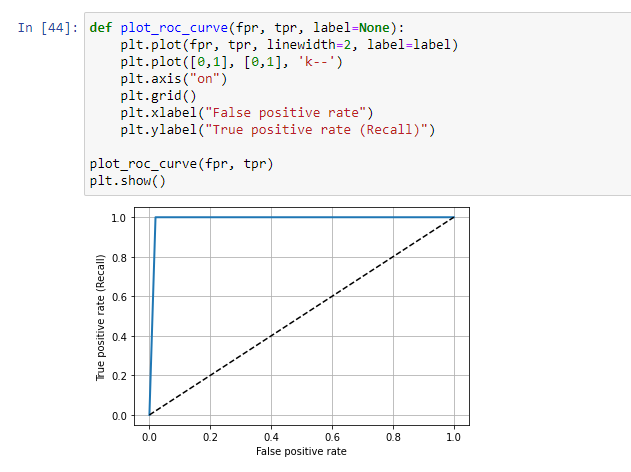 In [44]: def plot_roc_curve(fpr, tpr, label=None):
    plt.plot(fpr, tpr, linewidth=2, label=label)
    plt.plot([0,1], [0,1], 'k--')
    plt.axis("on")
    plt.grid()
    plt.xlabel("False positive rate")
    plt.ylabel("True positive rate (Recall)")
plot_roc_curve(fpr, tpr)
plt.show()
True positive rate (Recall)
1.0
0.8
0.6
0.4
0.2
0.0
0.0 0.2 0.4 0.6 0.8 1.0
False positive rate